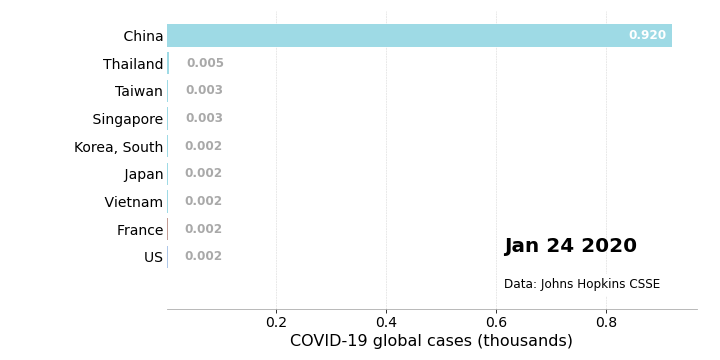 China 0.920
Thailand 0.005
Taiwan 0.003
Singapore 0.003
Korea, South 0.002
Japan 0.002
Vietnam 0.002
France 0.002
US 0.002
Jan 24 2020
Data: Johns Hopkins CSSE
0.2 0.4 0.6 0.8
COVID-19 global cases (thousands)